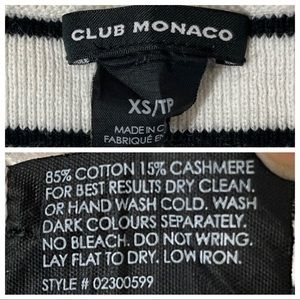 CLUB MONACO
XS/TP
MADE IN
FABRIQUÉ
85% COTTON 15% CASHMERE
FOR BEST RESULTS DRY CLEAN.
OR HAND WASH COLD. WASH
DARK COLOURS SEPARATELY.
NO BLEACH. DO NOT WRING.
LAY FLAT TO DRY. LOW IRON.
STYLE # 02300599